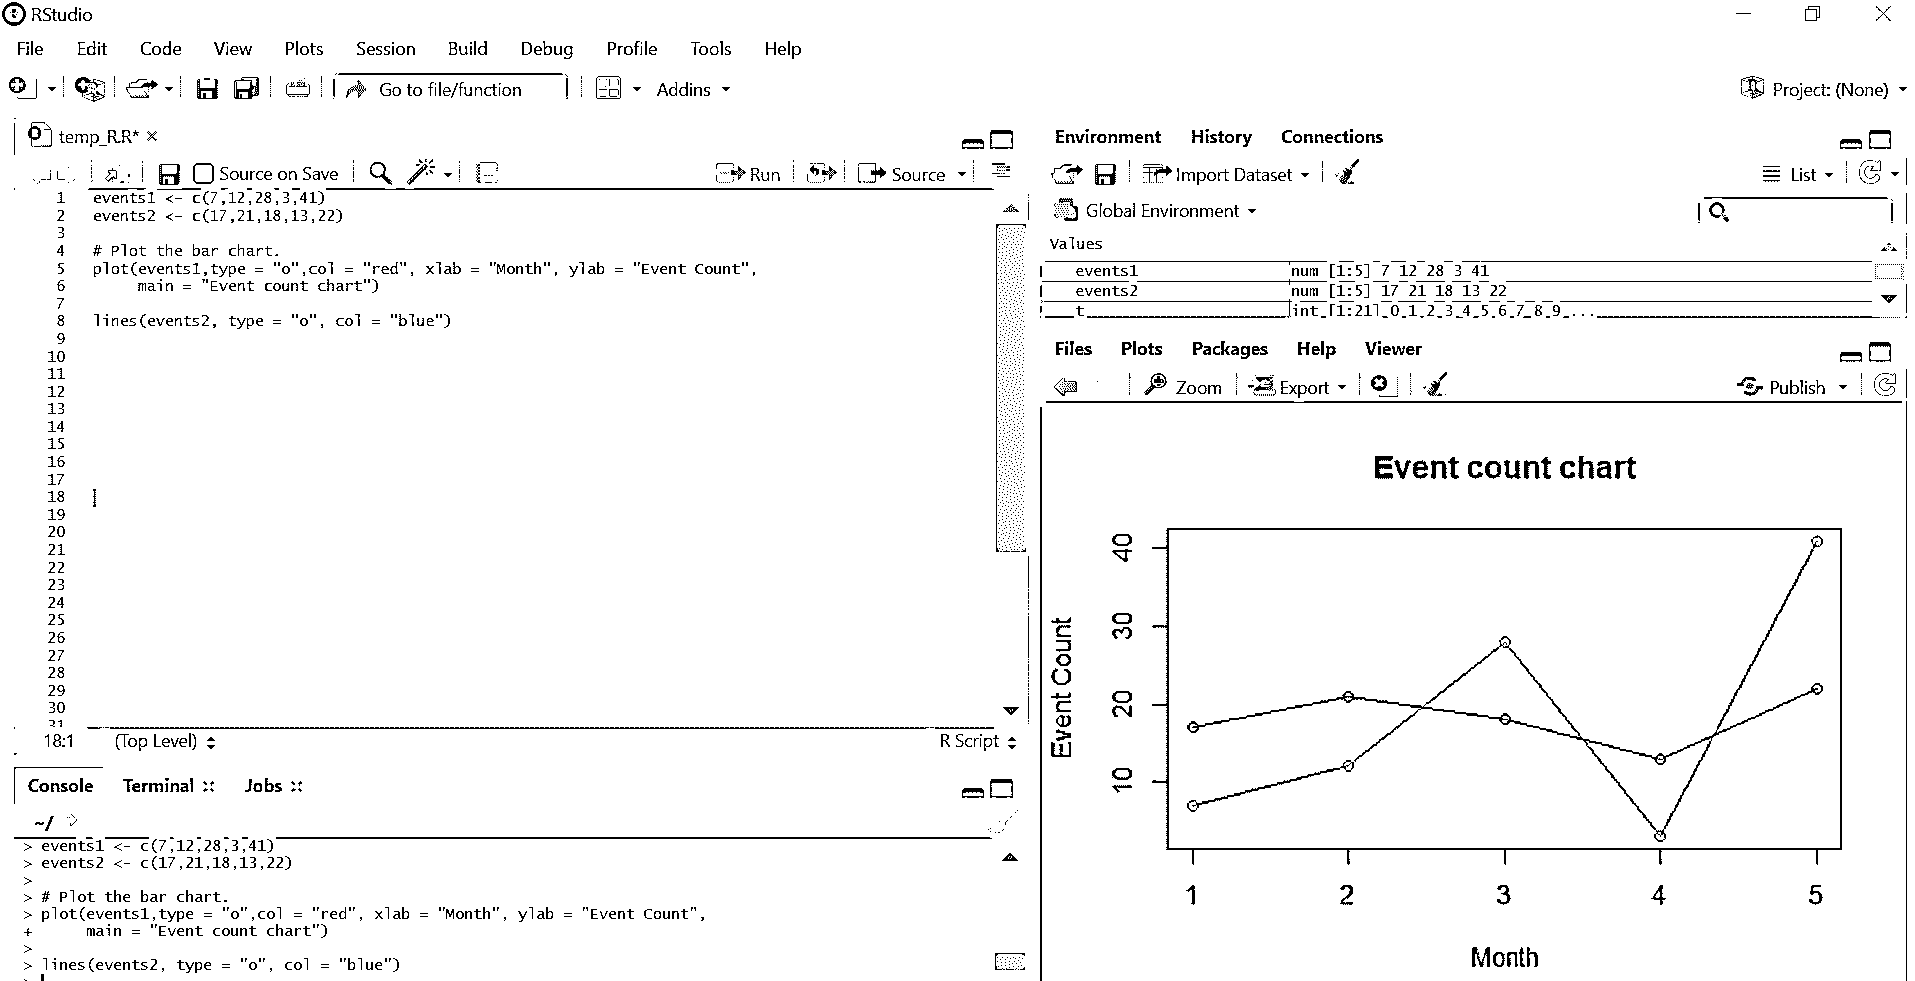 RStudio
File Edit Code View Plots Session Build Debug Profile Tools Help
Go to file/function Addins Project: (None)
temp_R.R*
Source on Save Run Source
1 events1 <- c(7,12,28,3,41)
2 events2 <- c(17,21,18,13,22)
3
4 # Plot the bar chart.
5 plot(events1,type = "o",col = "red", xlab = "Month", ylab = "Event Count",
6 main = "Event count chart")
7
8 lines(events2, type = "o", col = "blue")
9
10
11
12
13
14
15
16
17
18
19
20
21
22
23
24
25
26
27
28
29
30
31
18:1 (Top Level) R Script
Console Terminal Jobs
~/
> events1 <- c(7,12,28,3,41)
> events2 <- c(17,21,18,13,22)
>
> # Plot the bar chart.
> plot(events1,type = "o",col = "red", xlab = "Month", ylab = "Event Count",
+ main = "Event count chart")
>
> lines(events2, type = "o", col = "blue")
>
Environment History Connections
Import Dataset List
Global Environment
Values
events1 num [1:5] 7 12 28 3 41
events2 num [1:5] 17 21 18 13 22
t int [1:21] 0 1 2 3 4 5 6 7 8 9 ...
Files Plots Packages Help Viewer
Zoom Export Publish
Event count chart
Event Count
40
30
20
10
1 2 3 4 5
Month